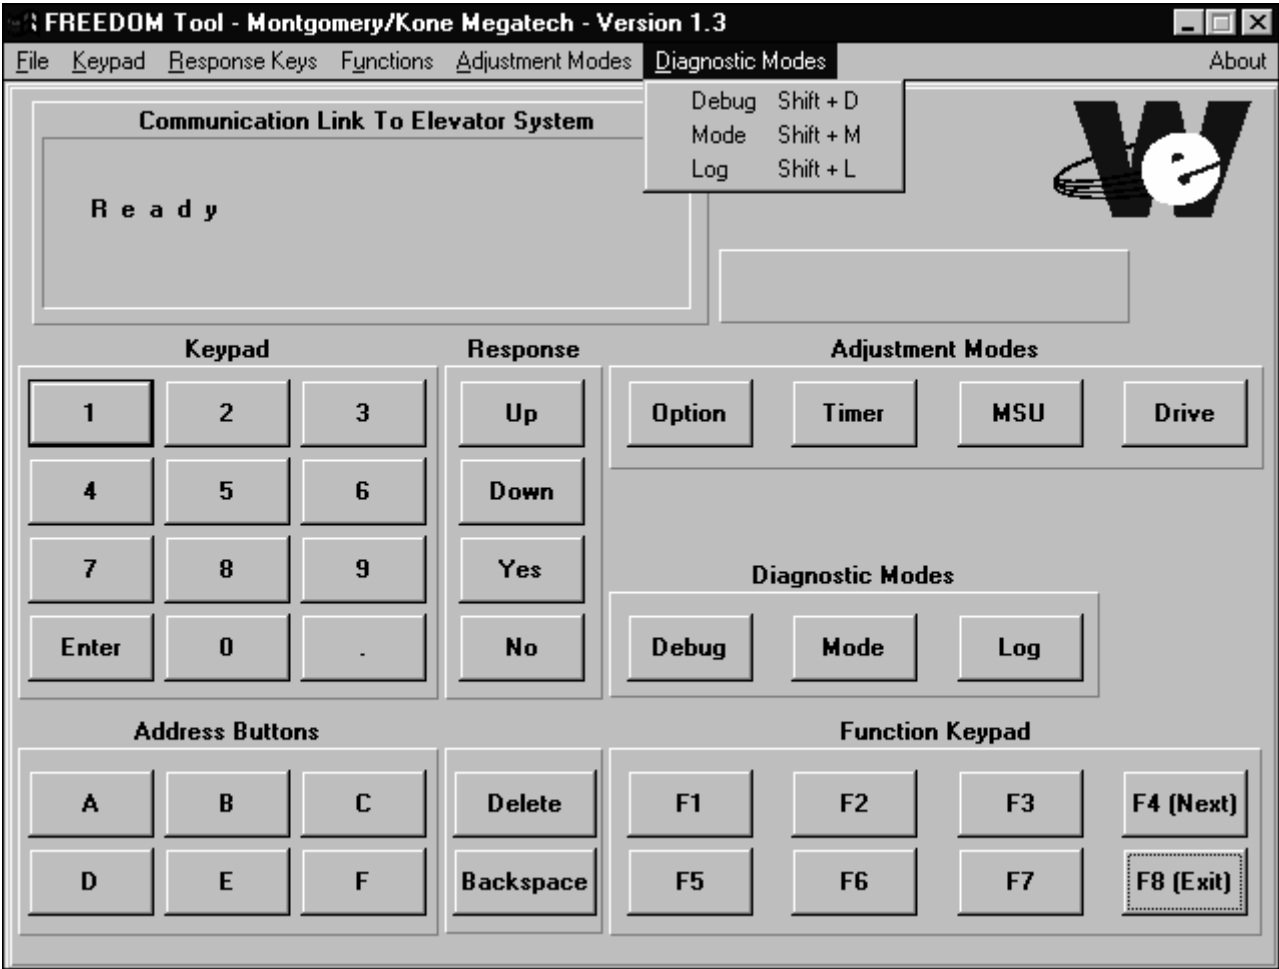 FREEDOM Tool - Montgomery/Kone Megatech - Version 1.3
File Keypad Response Keys Functions Adjustment Modes Diagnostic Modes About
Debug Shift + D
Mode Shift + M
Log Shift + L
Communication Link To Elevator System
Ready
We
Keypad Response Adjustment Modes
1 2 3 Up Option Timer MSU Drive
4 5 6 Down
7 8 9 Yes
Diagnostic Modes
Enter 0 . No Debug Mode Log
Address Buttons Function Keypad
A B C Delete F1 F2 F3 F4 (Next)
D E F Backspace F5 F6 F7 F8 (Exit)